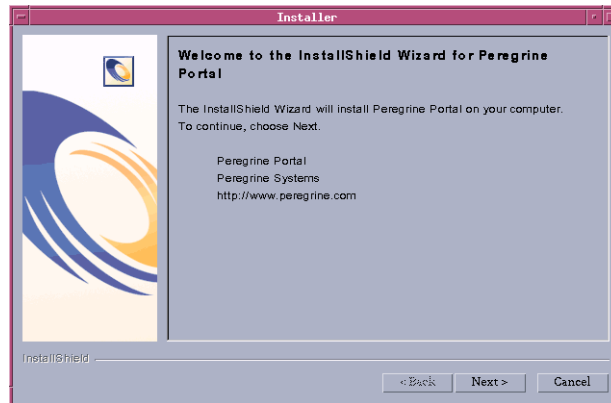 Installer
Welcome to the InstallShield Wizard for Peregrine
Portal
The InstallShield Wizard will install Peregrine Portal on your computer.
To continue, choose Next.
Peregrine Portal
Peregrine Systems
http://www.peregrine.com
InstallShield
< Back
Next >
Cancel